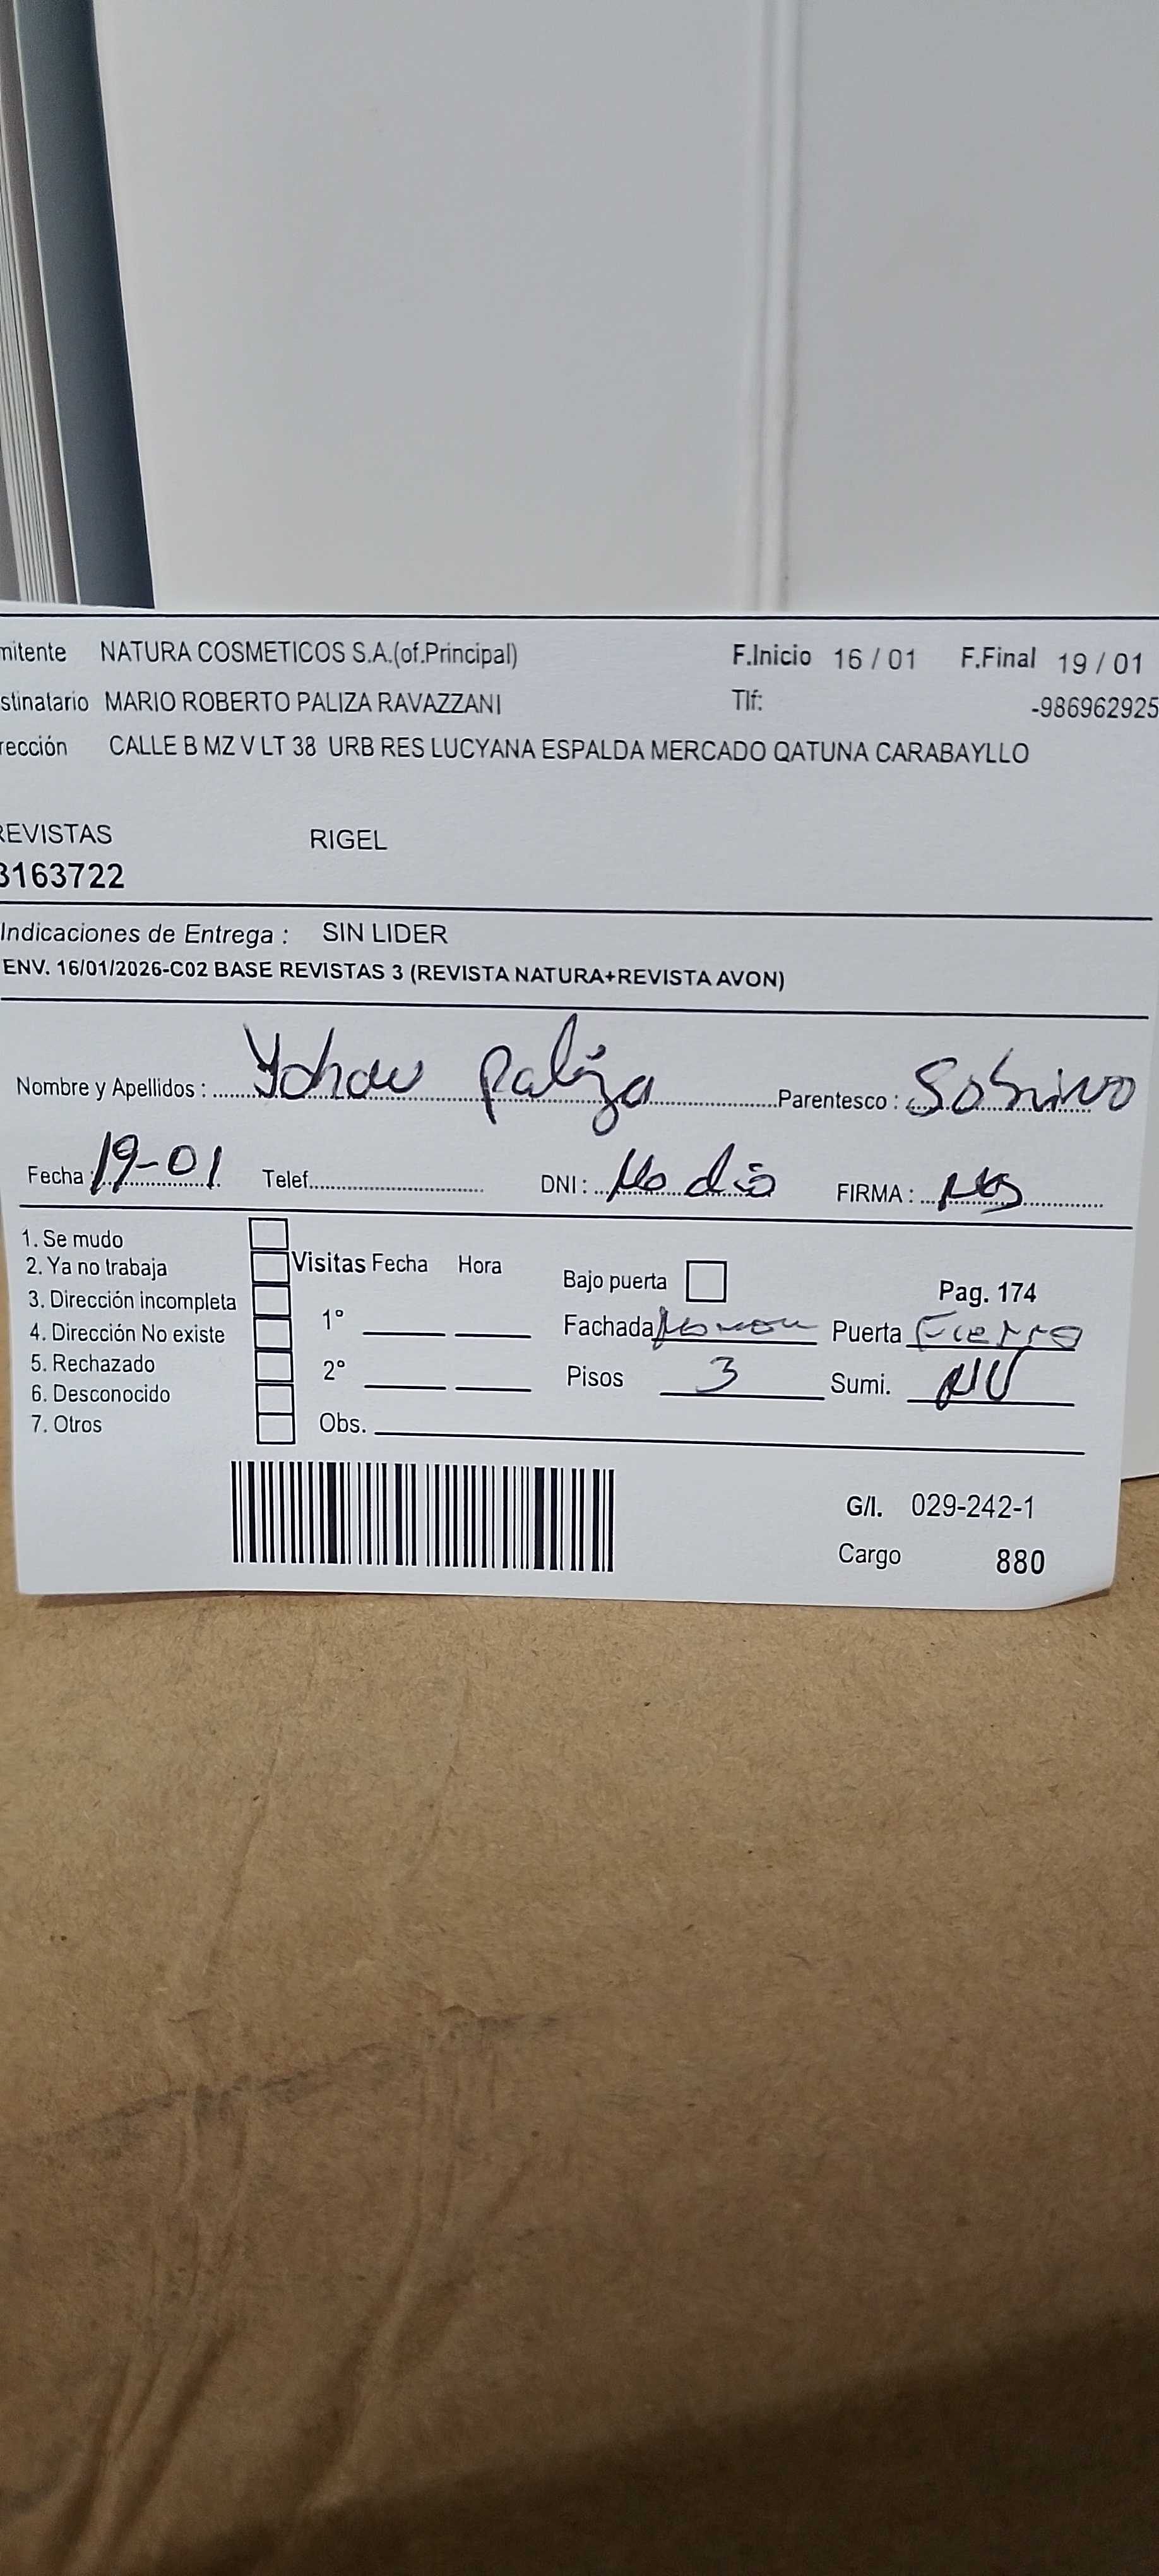 mitente NATURA COSMETICOS S.A.(of.Principal) F.Inicio 16 / 01 F.Final 19 / 01
stinatario MARIO ROBERTO PALIZA RAVAZZANI Tlf: -986962925
rección CALLE B MZ V LT 38 URB RES LUCYANA ESPALDA MERCADO QATUNA CARABAYLLO
REVISTAS RIGEL
3163722
Indicaciones de Entrega : SIN LIDER
ENV. 16/01/2026-C02 BASE REVISTAS 3 (REVISTA NATURA+REVISTA AVON)
Nombre y Apellidos : Paliza Parentesco : Sobrino
Fecha : 19-01 Telef. DNI : No dio FIRMA :
1. Se mudo
2. Ya no trabaja Visitas Fecha Hora Bajo puerta Pag. 174
3. Dirección incompleta 1° Fachada Puerta Fierro
4. Dirección No existe
5. Rechazado 2° Pisos 3 Sumi.
6. Desconocido
7. Otros Obs.
G/I. 029-242-1
Cargo 880